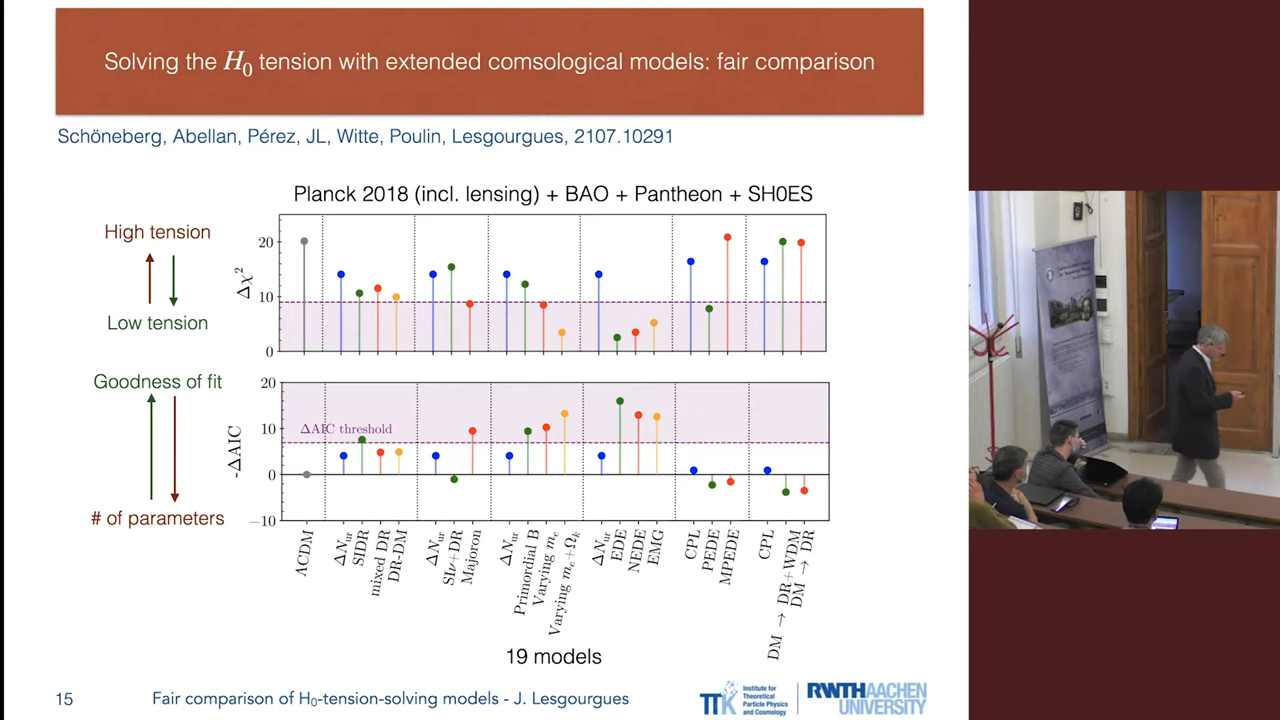 Solving the H0 tension with extended comsological models: fair comparison
Schöneberg, Abellan, Pérez, JL, Witte, Poulin, Lesgourgues, 2107.10291
Planck 2018 (incl. lensing) + BAO + Pantheon + SH0ES
High tension
Low tension
Δχ²
20
10
0
Goodness of fit
# of parameters
-ΔAIC
20
10
0
−10
ΔAIC threshold
ΛCDM
ΔNur
SIDR
mixed DR
DR-DM
ΔNur
SIν+DR
Majoron
ΔNur
Primordial B
Varying me
Varying me+Ωk
ΔNur
EDE
NEDE
EMG
CPL
PEDE
MPEDE
CPL
DM → DR+WDM
DM → DR
19 models
15
Fair comparison of H0-tension-solving models - J. Lesgourgues
TTK
Institute for
Theoretical
Particle Physics
and Cosmology
RWTHAACHEN
UNIVERSITY